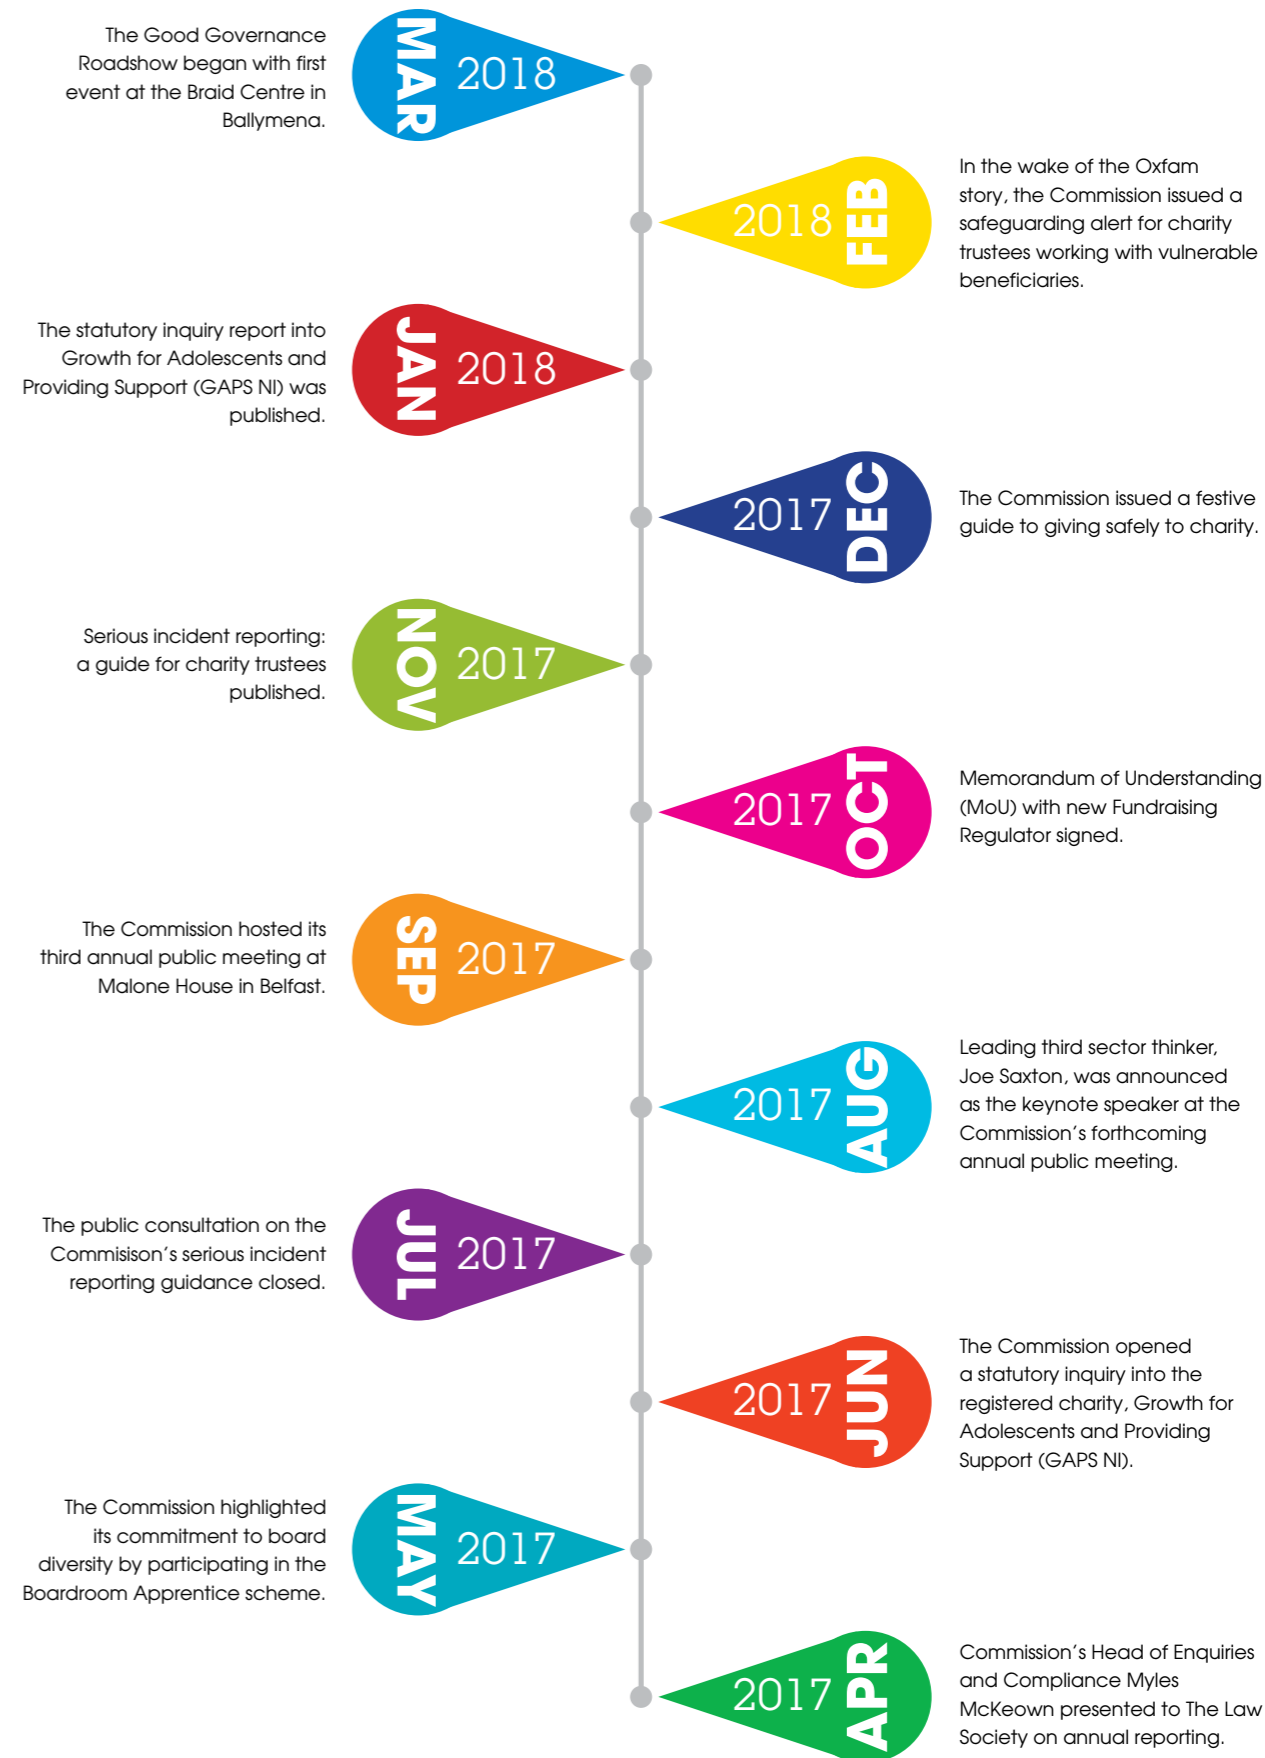 The Good Governance
Roadshow began with first
event at the Braid Centre in
Ballymena.
MAR
2018
2018
FEB
In the wake of the Oxfam
story, the Commission issued a
safeguarding alert for charity
trustees working with vulnerable
beneficiaries.
The statutory inquiry report into
Growth for Adolescents and
Providing Support (GAPS NI) was
published.
JAN
2018
2017
DEC
The Commission issued a festive
guide to giving safely to charity.
Serious incident reporting:
a guide for charity trustees
published.
NOV
2017
2017
OCT
Memorandum of Understanding
(MoU) with new Fundraising
Regulator signed.
The Commission hosted its
third annual public meeting at
Malone House in Belfast.
SEP
2017
2017
AUG
Leading third sector thinker,
Joe Saxton, was announced
as the keynote speaker at the
Commission's forthcoming
annual public meeting.
The public consultation on the
Commisison's serious incident
reporting guidance closed.
JUL
2017
2017
JUN
The Commission opened
a statutory inquiry into the
registered charity, Growth for
Adolescents and Providing
Support (GAPS NI).
The Commission highlighted
its commitment to board
diversity by participating in the
Boardroom Apprentice scheme.
MAY
2017
2017
APR
Commission's Head of Enquiries
and Compliance Myles
McKeown presented to The Law
Society on annual reporting.